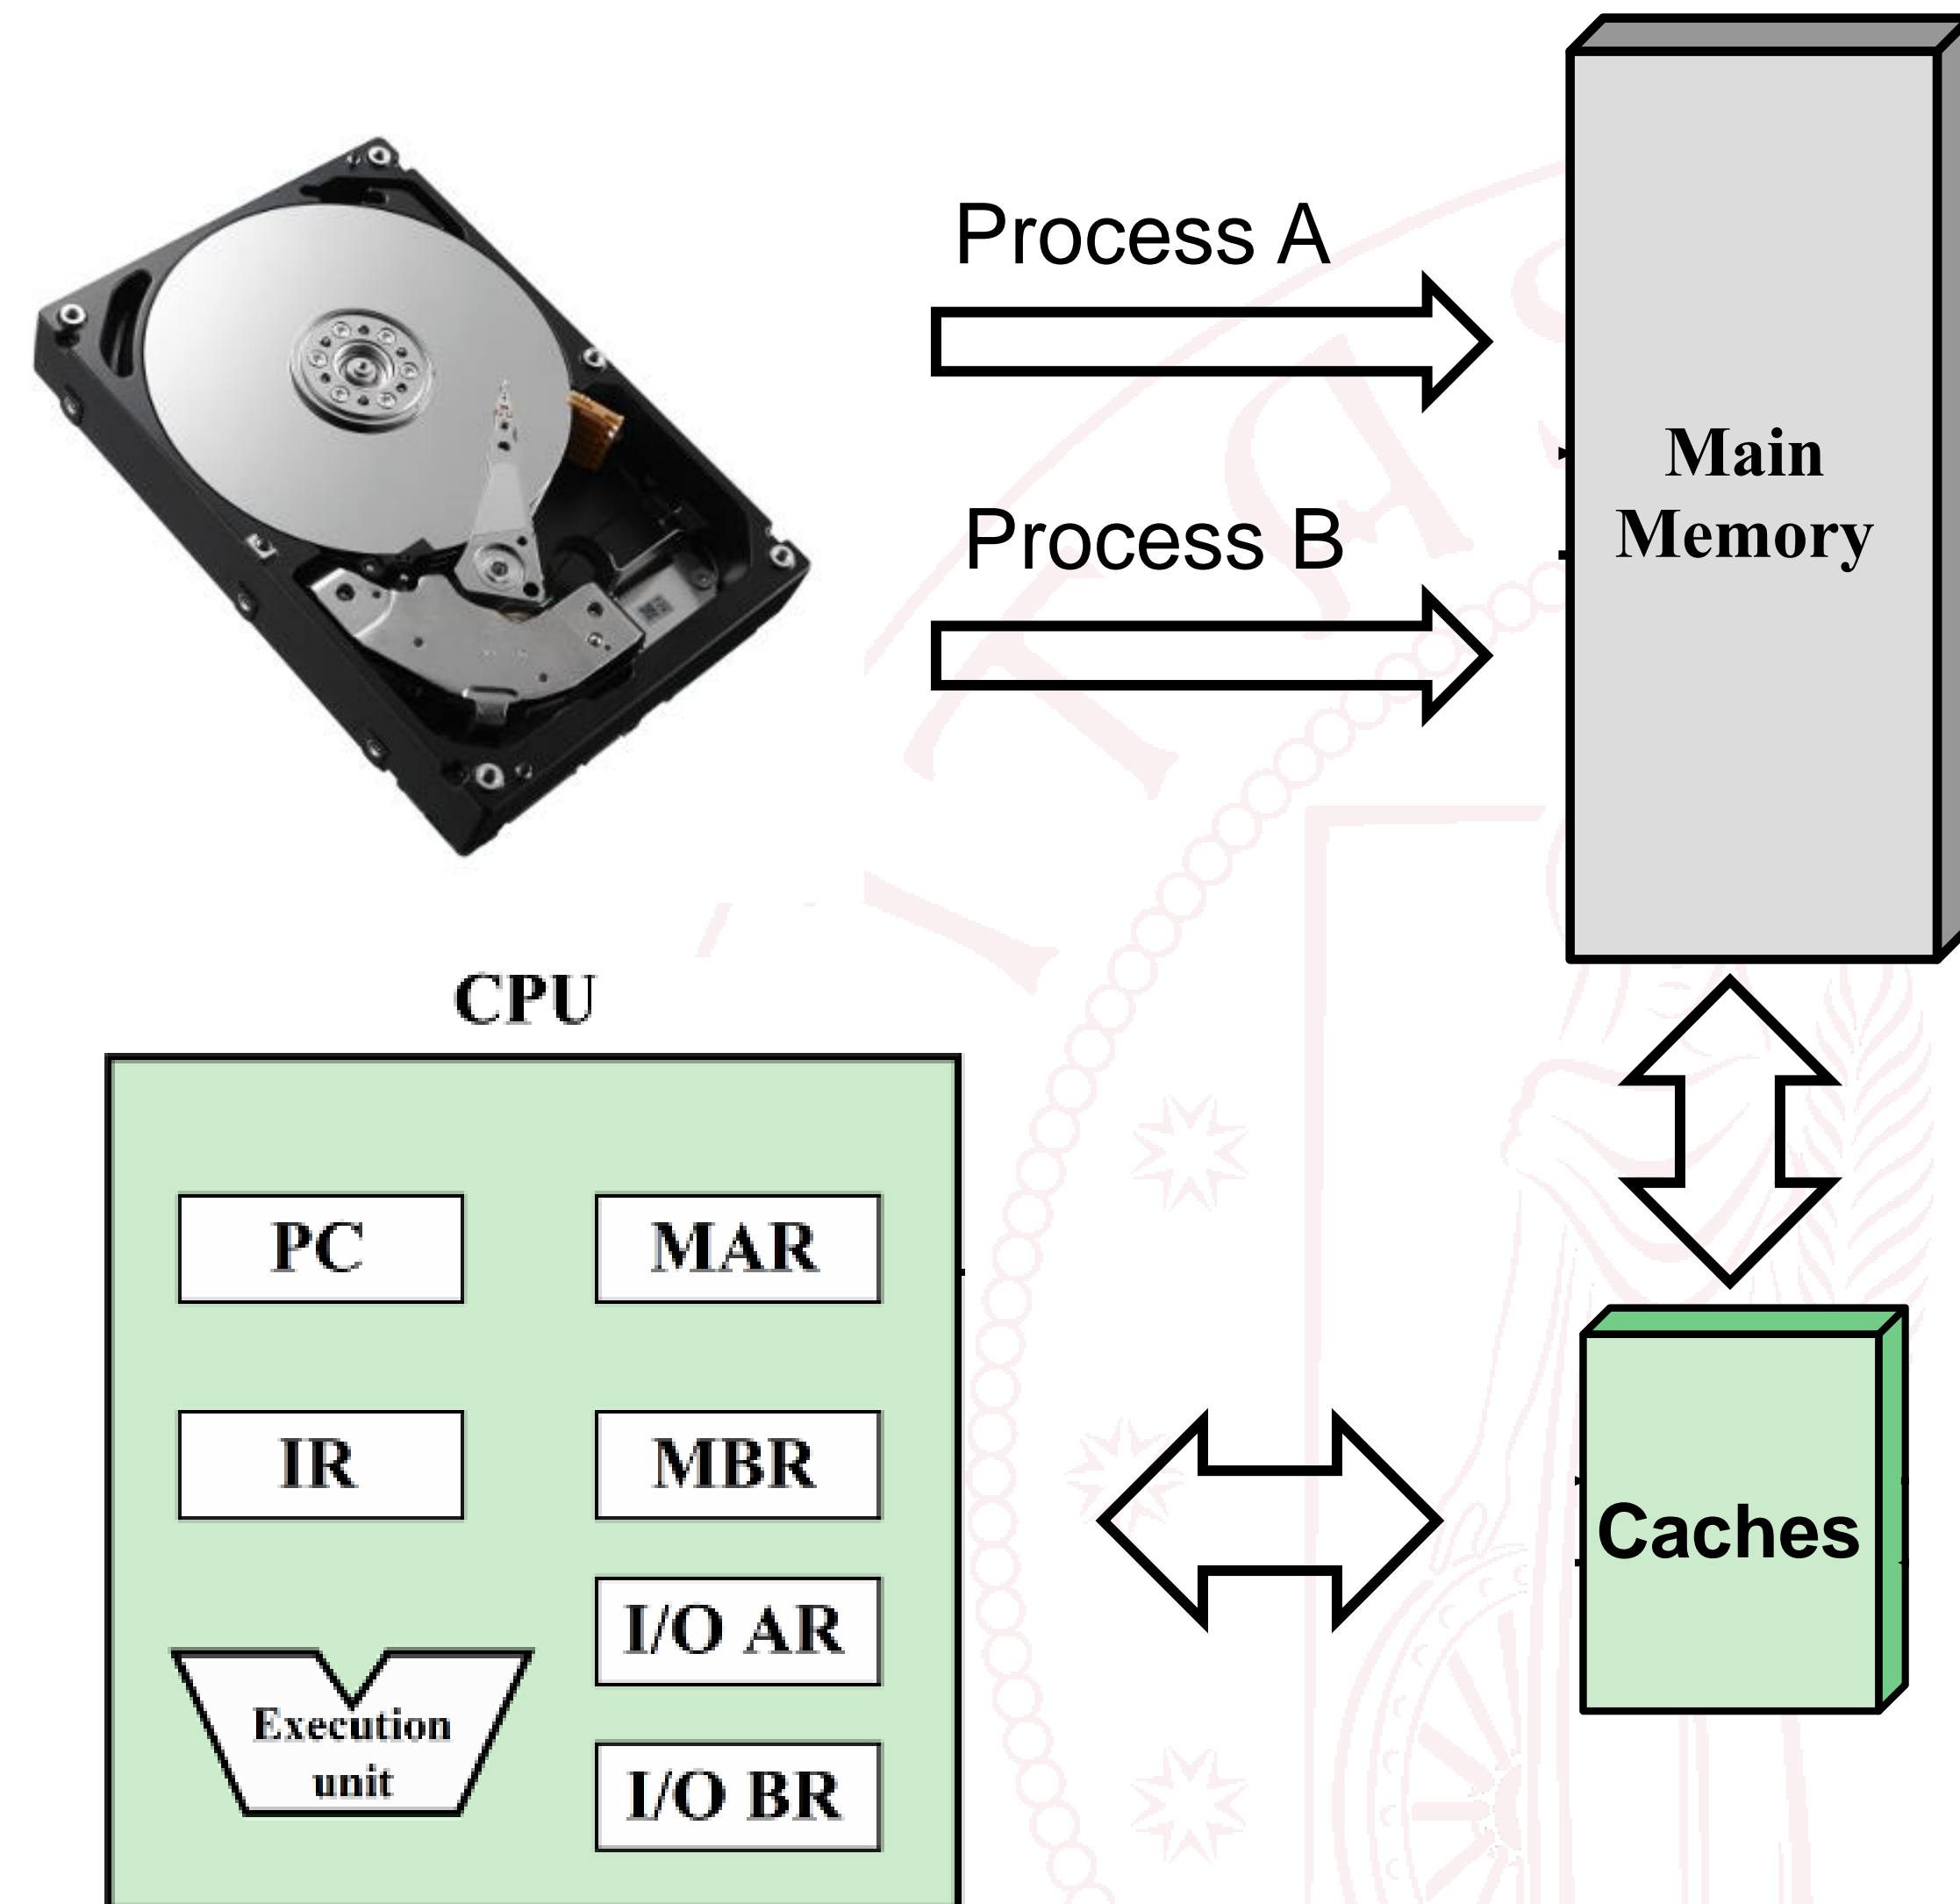 Process A
Process B
Main
Memory
CPU
PC
MAR
IR
MBR
I/O AR
Execution
unit
I/O BR
Caches